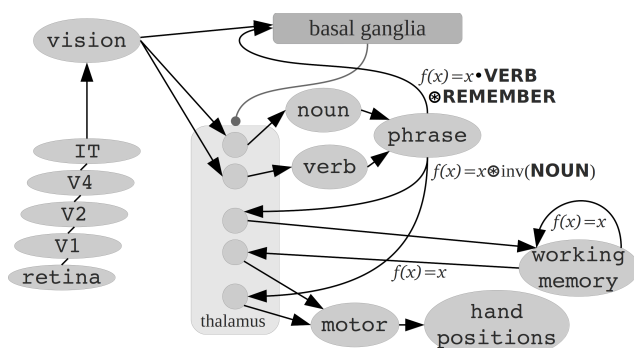 vision
basal ganglia
f(x)=x•VERB
⊛REMEMBER
noun
phrase
IT
verb
V4
f(x)=x⊛inv(NOUN)
V2
V1
f(x)=x
retina
working
memory
f(x)=x
thalamus
motor
hand
positions